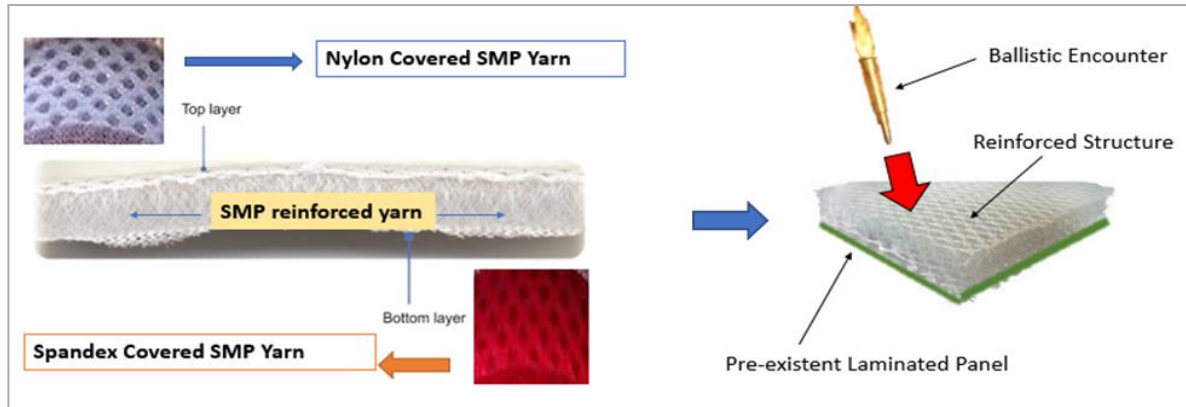 Nylon Covered SMP Yarn
Top layer
SMP reinforced yarn
Bottom layer
Spandex Covered SMP Yarn
Ballistic Encounter
Reinforced Structure
Pre-existent Laminated Panel